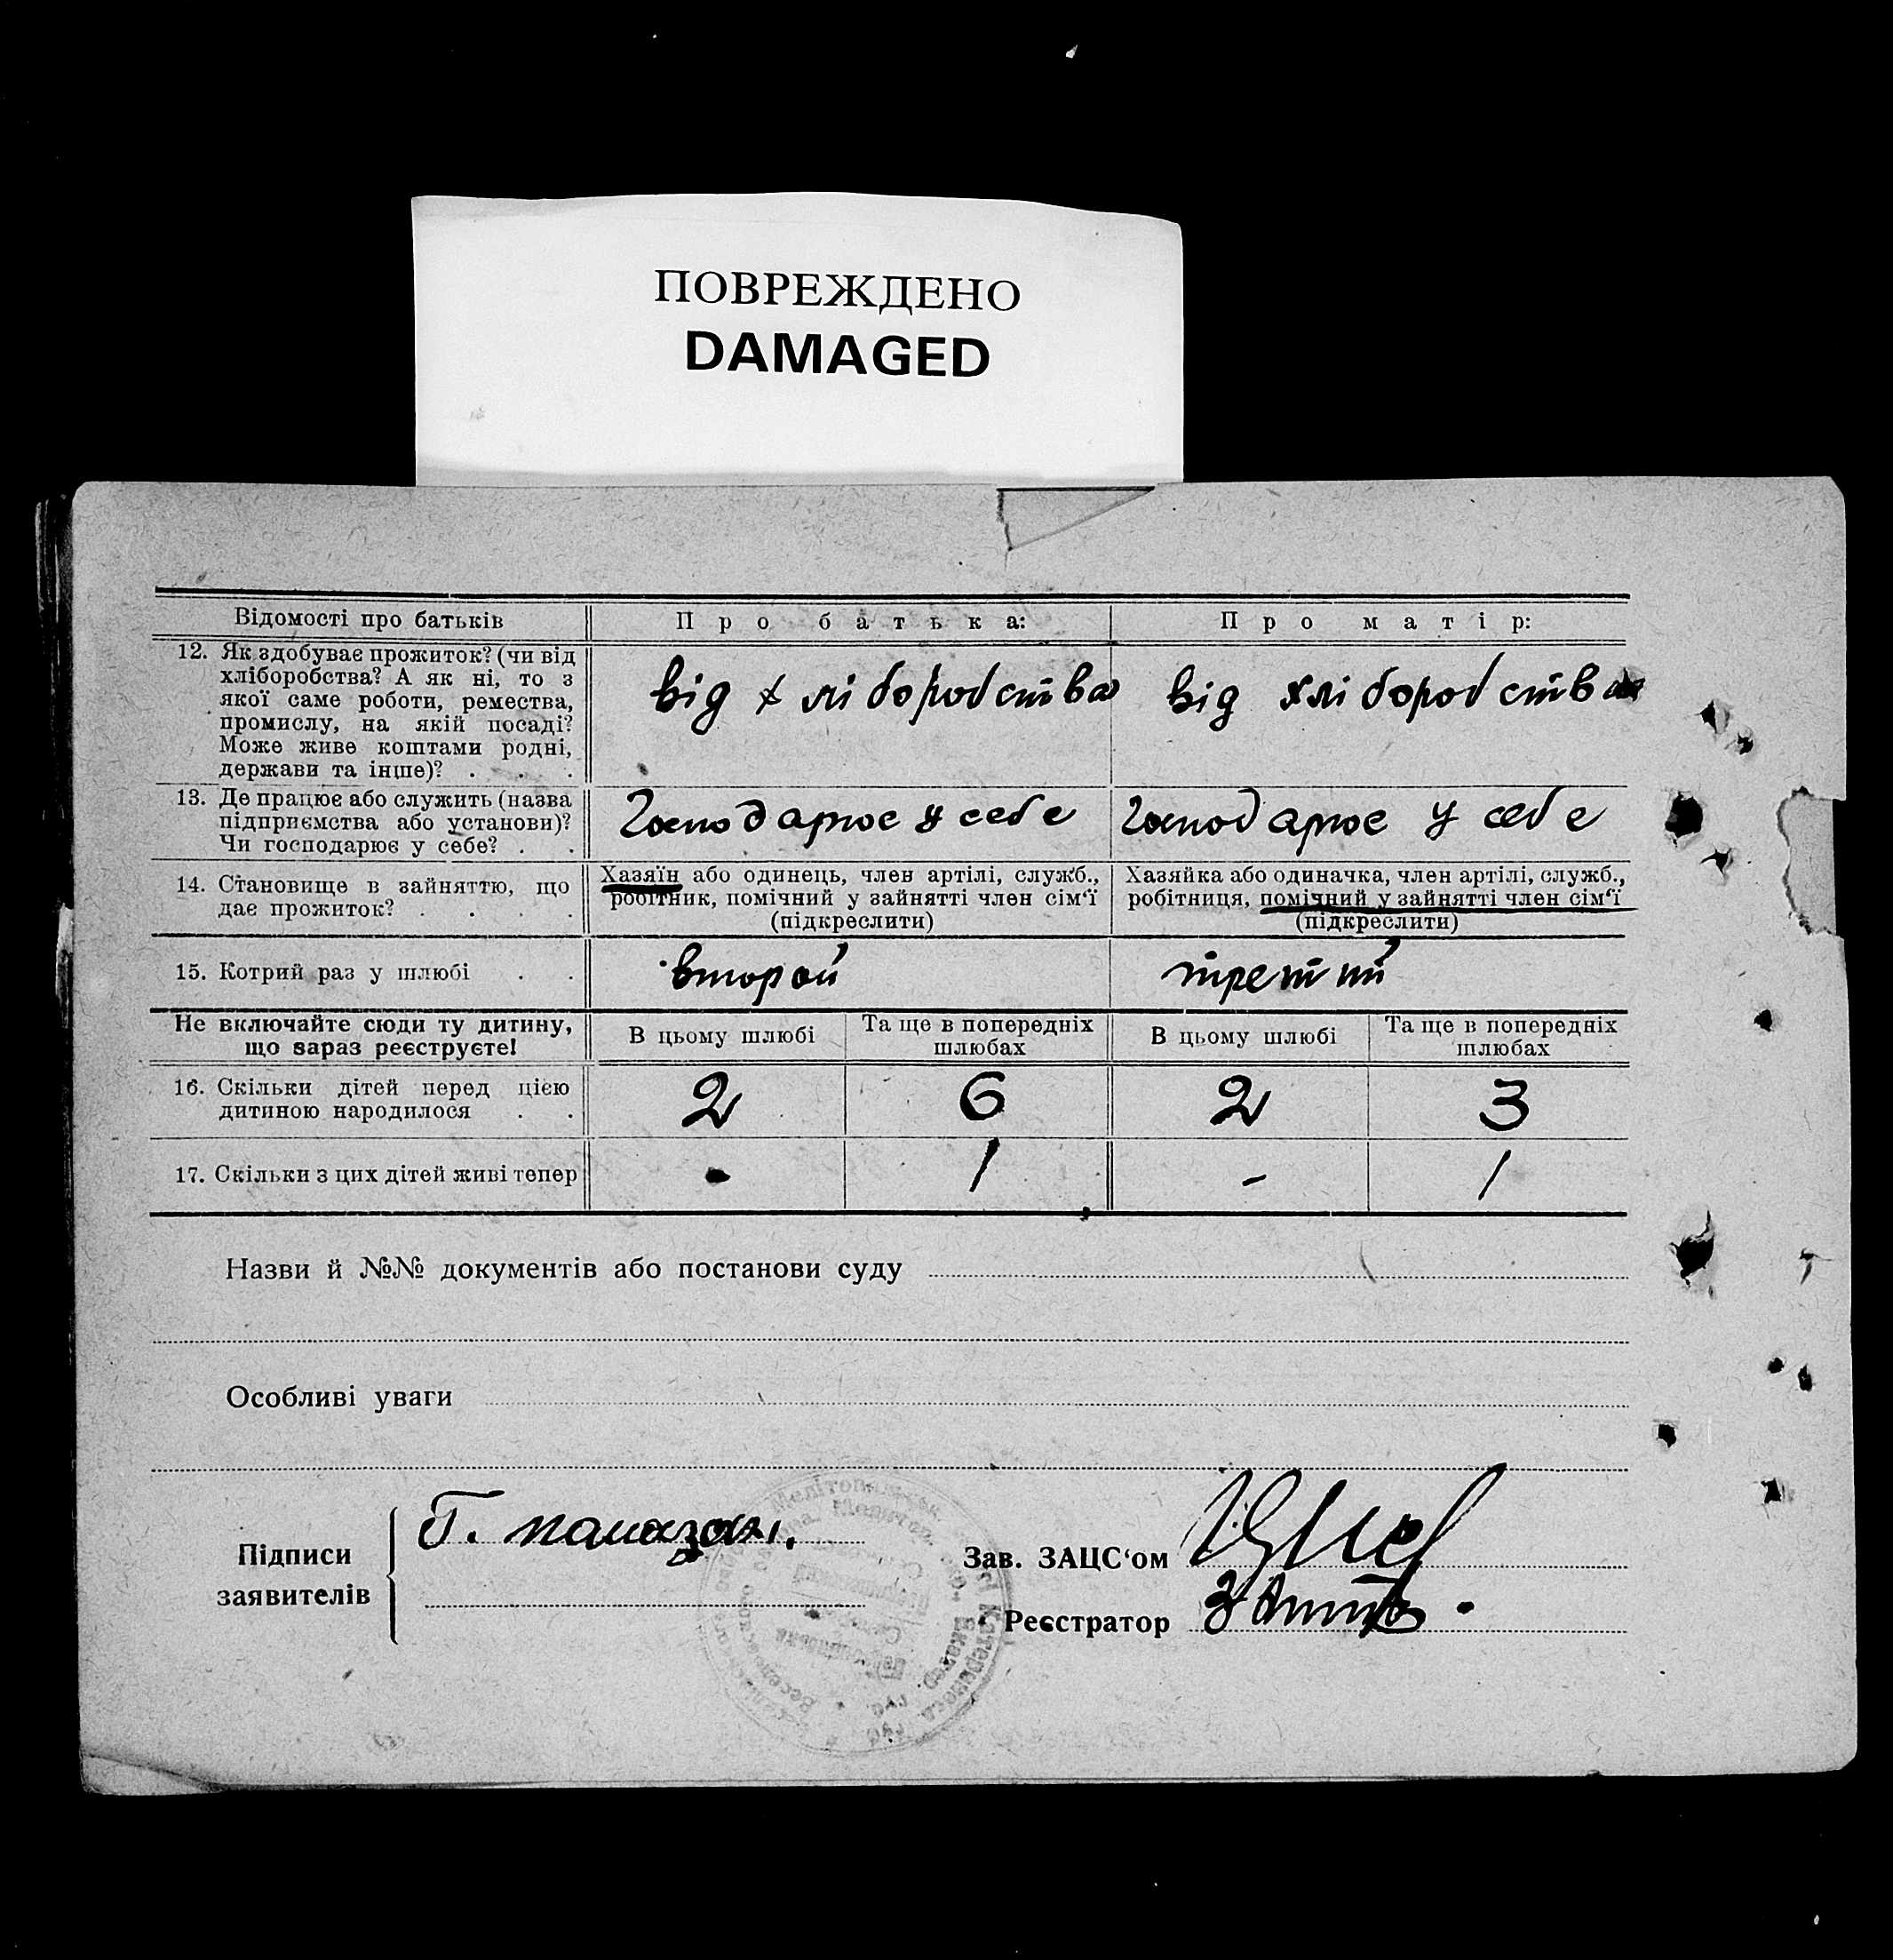 ПОВРЕЖДЕНО
DAMAGED
Відомості про батьків
Про батька:
Про матір:
12. Як здобуває прожиток? (чи від
хліборобства? А як ні, то з
якої саме роботи, ремества,
промислу, на якій посаді?
Може живе коштами родні,
держави та інше)? . . .
від хліборобства
від хліборобства
13. Де працює або служить (назва
підприємства або установи)?
Чи господарює у себе? . .
Господарює у себе
Господарює у себе
14. Становище в зайняттю, що
дає прожиток? . . . .
Хазяїн або одинець, член артілі, служб.,
робітник, помічний у зайнятті член сім‘ї
(підкреслити)
Хазяйка або одиначка, член артілі, служб.,
робітниця, помічний у зайнятті член сім‘ї
(підкреслити)
15. Котрий раз у шлюбі . .
второй
третий
Не включайте сюди ту дитину,
що зараз реєструєте!
В цьому шлюбі
Та ще в попередніх
шлюбах
В цьому шлюбі
Та ще в попередніх
шлюбах
16. Скільки дітей перед цією
дитиною народилося . .
2
6
2
3
17. Скільки з цих дітей живі тепер
-
1
-
1
Назви й №№ документів або постанови суду
Особливі уваги
Підписи
заявителів
Г.
Зав. ЗАЦС‘ом
Реєстратор